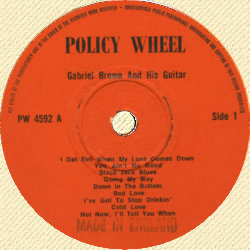 POLICY WHEEL
Gabriel Brown And His Guitar
PW 4592 A
Side 1
I Get Evil when My Love Comes Down
You Ain't No Good
Black Jack Blues
Going My Way
Down In The Bottom
Bad Love
I've Got To Stop Drinkin'
Cold Love
Not Now, I'll Tell You When
MADE IN ENGLAND